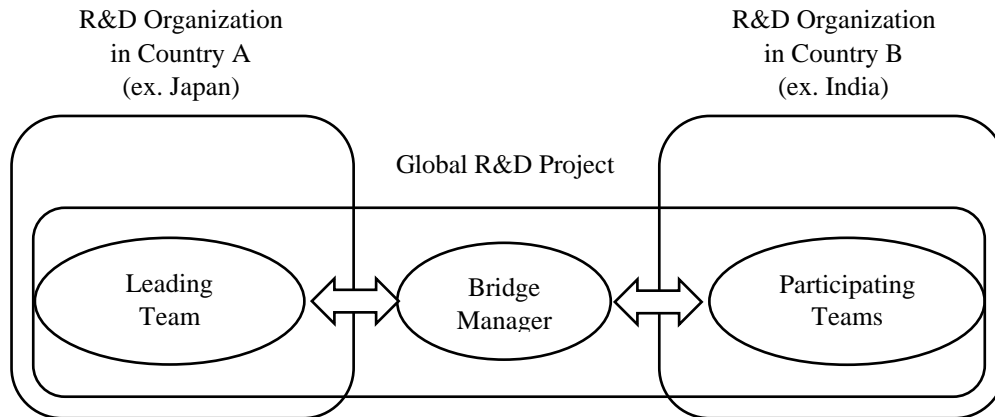 R&D Organization
in Country A
(ex. Japan)
R&D Organization
in Country B
(ex. India)
Global R&D Project
Leading
Team
Bridge
Manager
Participating
Teams